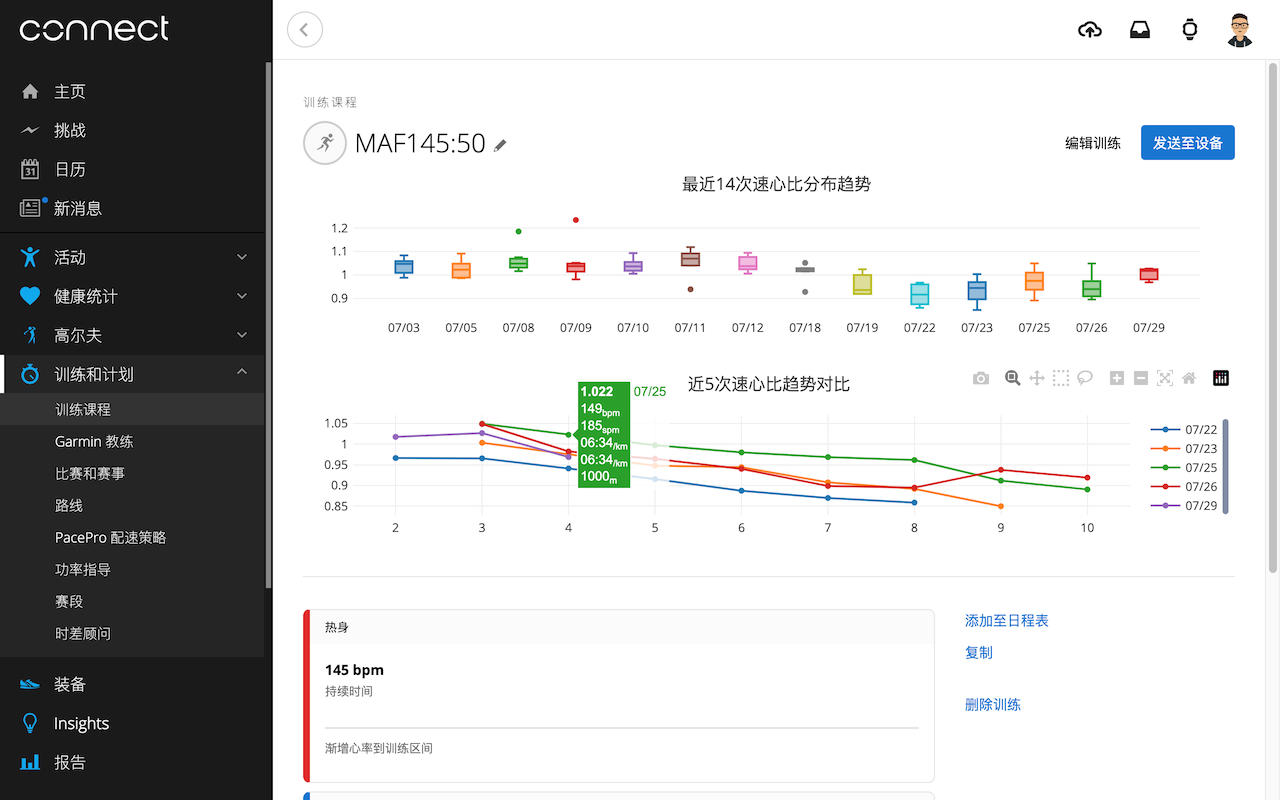 connect
主页
挑战
31
日历
新消息
活动
健康统计
高尔夫
训练和计划
训练课程
Garmin 教练
比赛和赛事
路线
PacePro 配速策略
功率指导
赛段
时差顾问
装备
Insights
报告
训练课程
MAF145:50
编辑训练
发送至设备
最近14次速心比分布趋势
1.2
1.1
1
0.9
07/03 07/05 07/08 07/09 07/10 07/11 07/12 07/18 07/19 07/22 07/23 07/25 07/26 07/29
近5次速心比趋势对比
1.022 07/25
149bpm
185spm
06:34/km
06:34/km
1000m
1.05
1
0.95
0.9
0.85
2 3 4 5 6 7 8 9 10
07/22
07/23
07/25
07/26
07/29
热身
145 bpm
持续时间
渐增心率到训练区间
添加至日程表
复制
删除训练